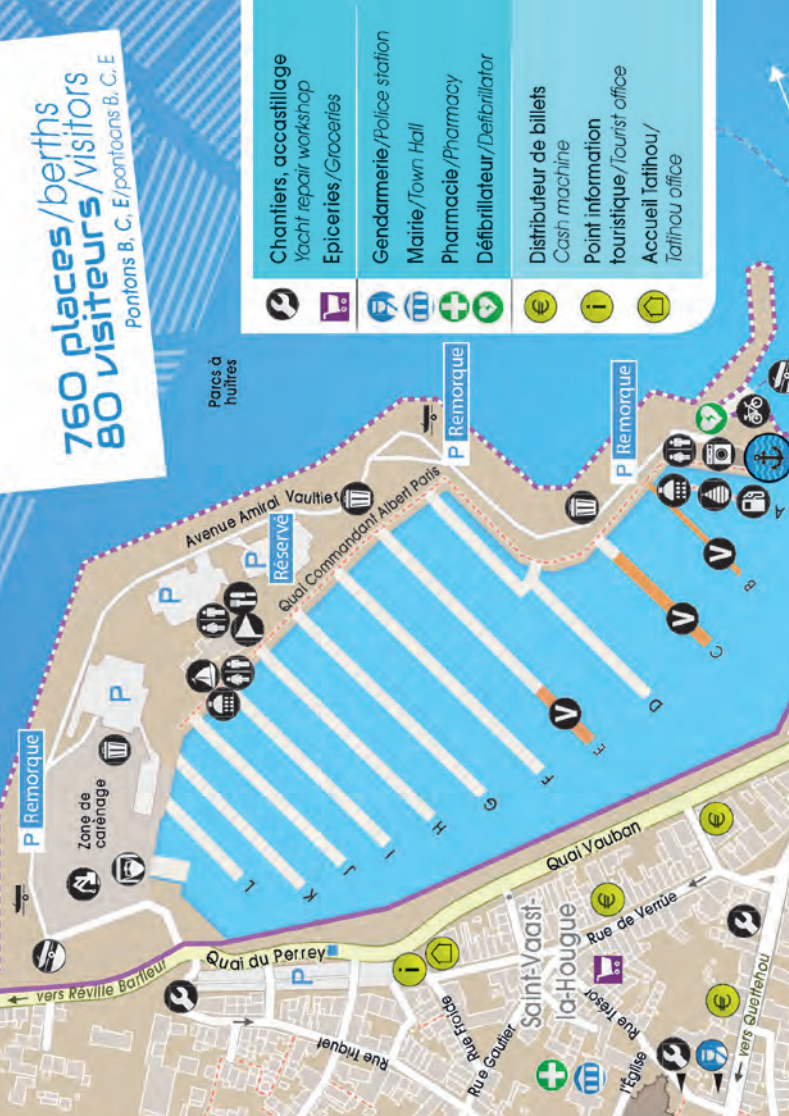 760 places/berths
80 visiteurs/visitors
Pontons B, C, E/pontoons B, C, E
Chantiers, accastillage
Yacht repair workshop
Epiceries/Groceries
Gendarmerie/Police station
Mairie/Town Hall
Pharmacie/Pharmacy
Défibrillateur/Defibrillator
Distributeur de billets
Cash machine
Point information
touristique/Tourist office
Accueil Tatihou/
Tatihou office
Parcs à
huîtres
P Remorque
P Remorque
P Remorque
Avenue Amiral Vaultier
Quai Commandant Albert Paris
P
P
P
Réservé
Zone de
carénage
A
B
C
D
E
F
G
H
I
J
K
L
V
V
V
vers Réville Barfleur
Quai du Perrey
P
Quai Vauban
Rue de Verrüe
Saint-Vaast-
la-Hougue
Rue Trésor
Rue Froide
Rue Gautier
Rue Triquet
l'Eglise
vers Quettehou
i
i
€
€
€
€